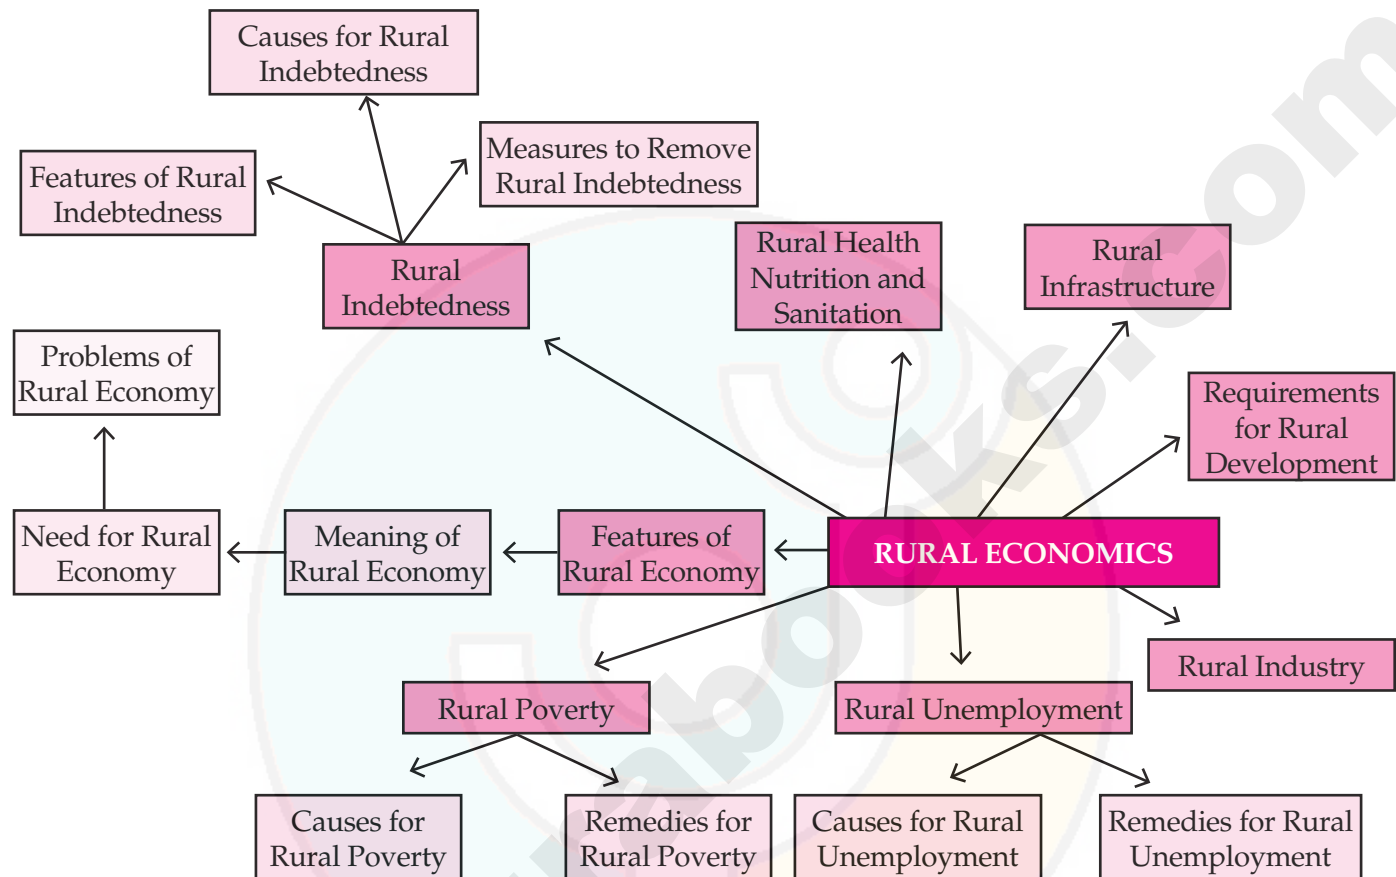 Causes for Rural
Indebtedness
Measures to Remove
Rural Indebtedness
Features of Rural
Indebtedness
Rural
Indebtedness
Rural Health
Nutrition and
Sanitation
Rural
Infrastructure
Problems of
Rural Economy
Requirements
for Rural
Development
Need for Rural
Economy
Meaning of
Rural Economy
Features of
Rural Economy
RURAL ECONOMICS
Rural Industry
Rural Poverty
Rural Unemployment
Causes for
Rural Poverty
Remedies for
Rural Poverty
Causes for Rural
Unemployment
Remedies for Rural
Unemployment
rabooks.com